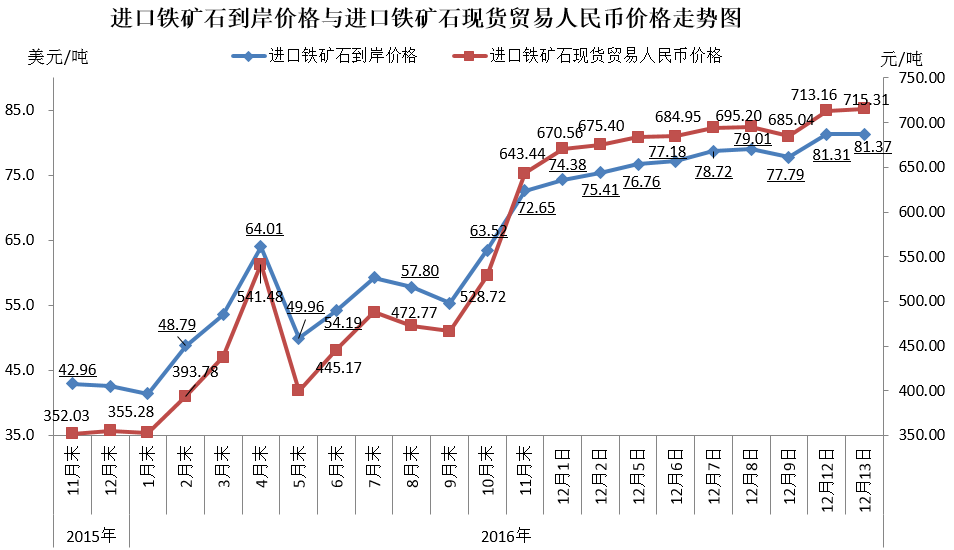 进口铁矿石到岸价格与进口铁矿石现货贸易人民币价格走势图
美元/吨
进口铁矿石到岸价格
进口铁矿石现货贸易人民币价格
元/吨
85.0
75.0
65.0
55.0
45.0
35.0
750.00
700.00
650.00
600.00
550.00
500.00
450.00
400.00
350.00
42.96
48.79
64.01
49.96
54.19
57.80
63.52
72.65
74.38
75.41
76.76
77.18
78.72
79.01
77.79
81.31
81.37
352.03
355.28
393.78
541.48
445.17
472.77
528.72
643.44
670.56
675.40
684.95
695.20
685.04
713.16
715.31
11月末
12月末
1月末
2月末
3月末
4月末
5月末
6月末
7月末
8月末
9月末
10月末
11月末
12月1日
12月2日
12月5日
12月6日
12月7日
12月8日
12月9日
12月12日
12月13日
2015年
2016年